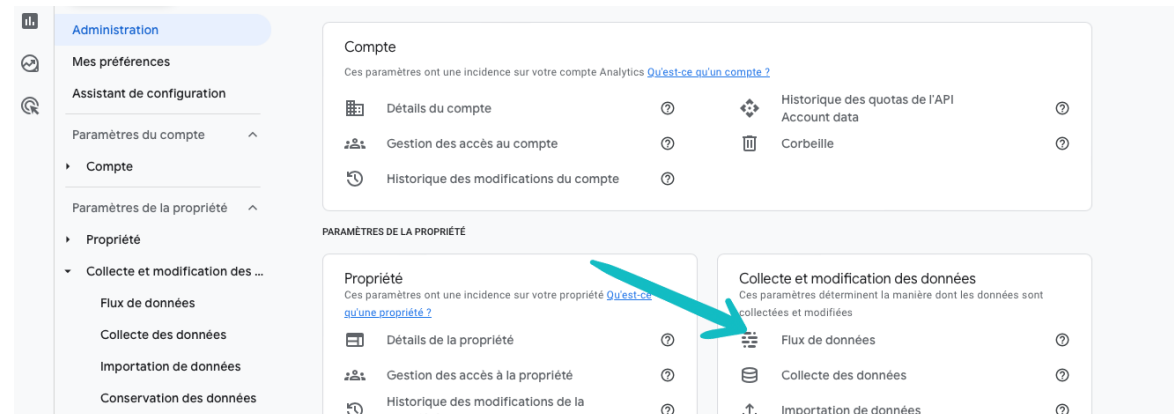 Administration
Mes préférences
Assistant de configuration
Paramètres du compte
Compte
Paramètres de la propriété
Propriété
Collecte et modification des ...
Flux de données
Collecte des données
Importation de données
Conservation des données
Compte
Ces paramètres ont une incidence sur votre compte Analytics Qu'est-ce qu'un compte ?
Détails du compte
Gestion des accès au compte
Historique des modifications du compte
Historique des quotas de l'API
Account data
Corbeille
PARAMÈTRES DE LA PROPRIÉTÉ
Propriété
Ces paramètres ont une incidence sur votre propriété Qu'est-ce
qu'une propriété ?
Détails de la propriété
Gestion des accès à la propriété
Historique des modifications de la
Collecte et modification des données
Ces paramètres déterminent la manière dont les données sont
collectées et modifiées
Flux de données
Collecte des données
Importation de données